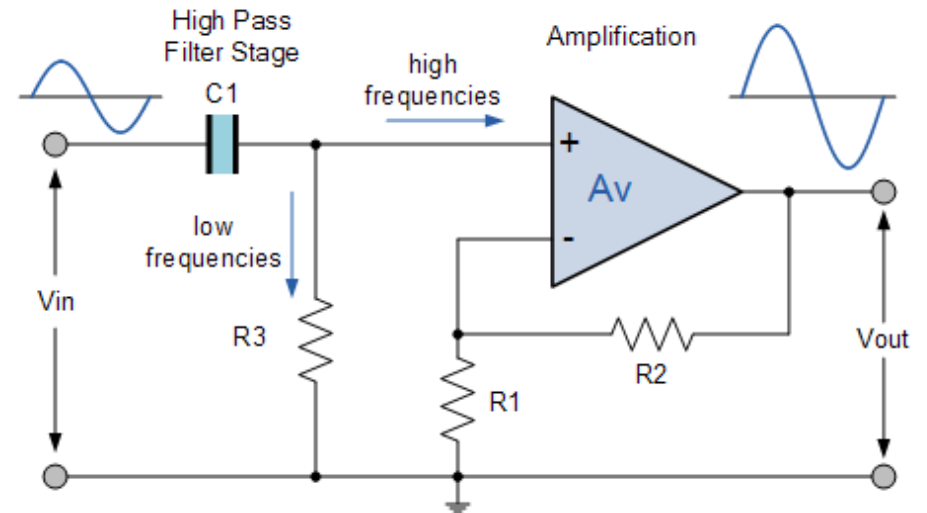 High Pass
Filter Stage
C1
high
frequencies
Amplification
+
Av
-
low
frequencies
Vin
R3
R1
R2
Vout